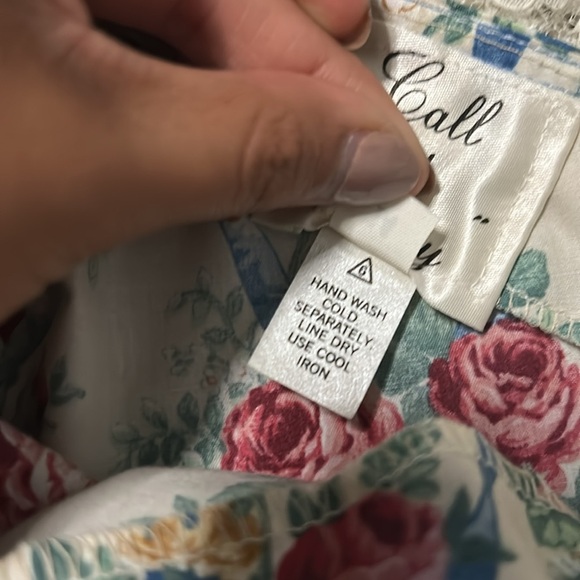 Call
y"
6
HAND WASH
COLD
SEPARATELY
LINE DRY
USE COOL
IRON